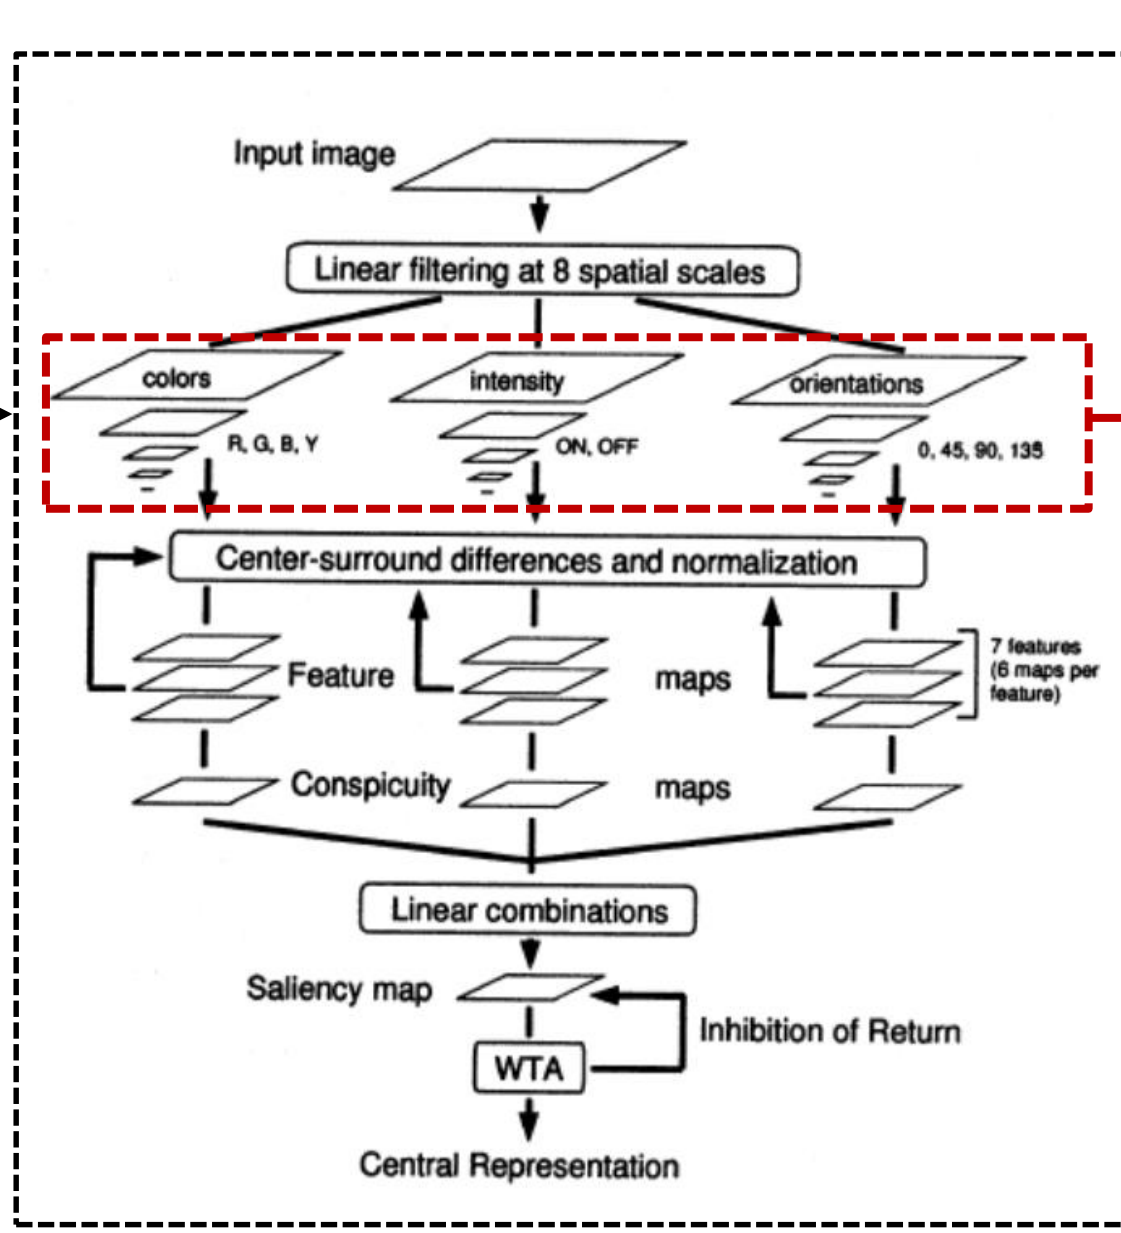 Input image
Linear filtering at 8 spatial scales
colors
intensity
orientations
R, G, B, Y
ON, OFF
0, 45, 90, 135
Center-surround differences and normalization
Feature maps
7 features
(6 maps per
feature)
Conspicuity maps
Linear combinations
Saliency map
Inhibition of Return
WTA
Central Representation